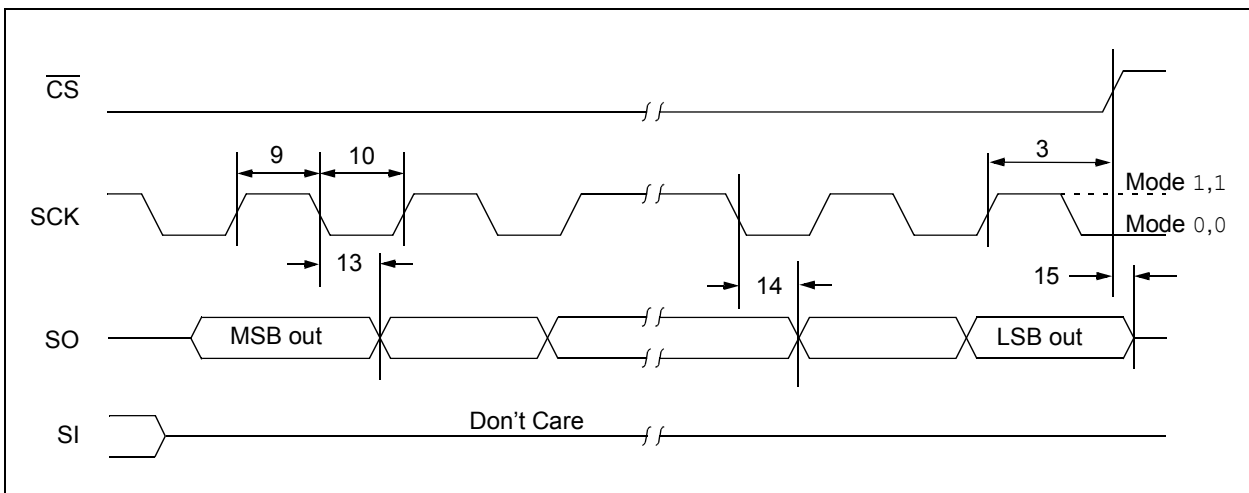 CS
9
10
3
Mode 1,1
SCK
Mode 0,0
13
14
15
SO
MSB out
LSB out
Don't Care
SI